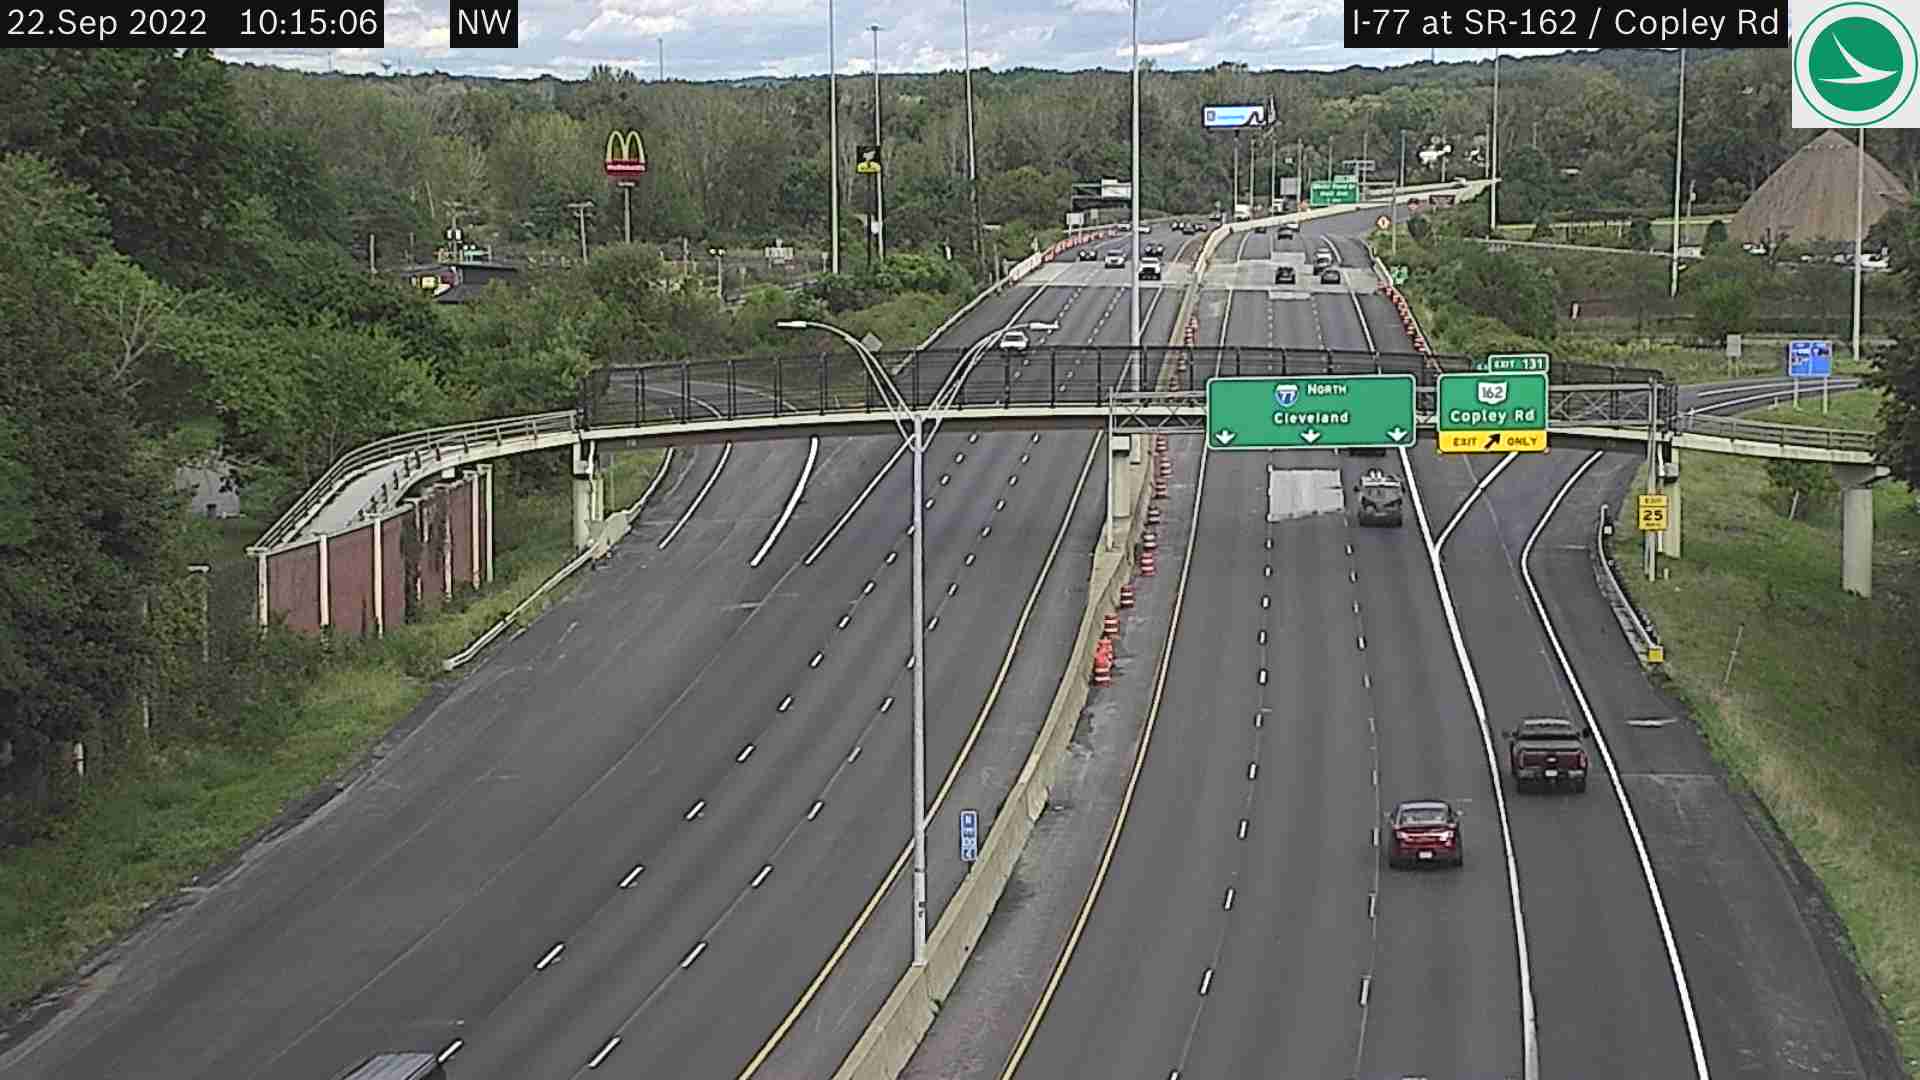 22.Sep 2022 10:15:06
NW
I-77 at SR-162 / Copley Rd
McDonald's
EXIT 131
77 NORTH
Cleveland
162
Copley Rd
EXIT ONLY
EXIT
25